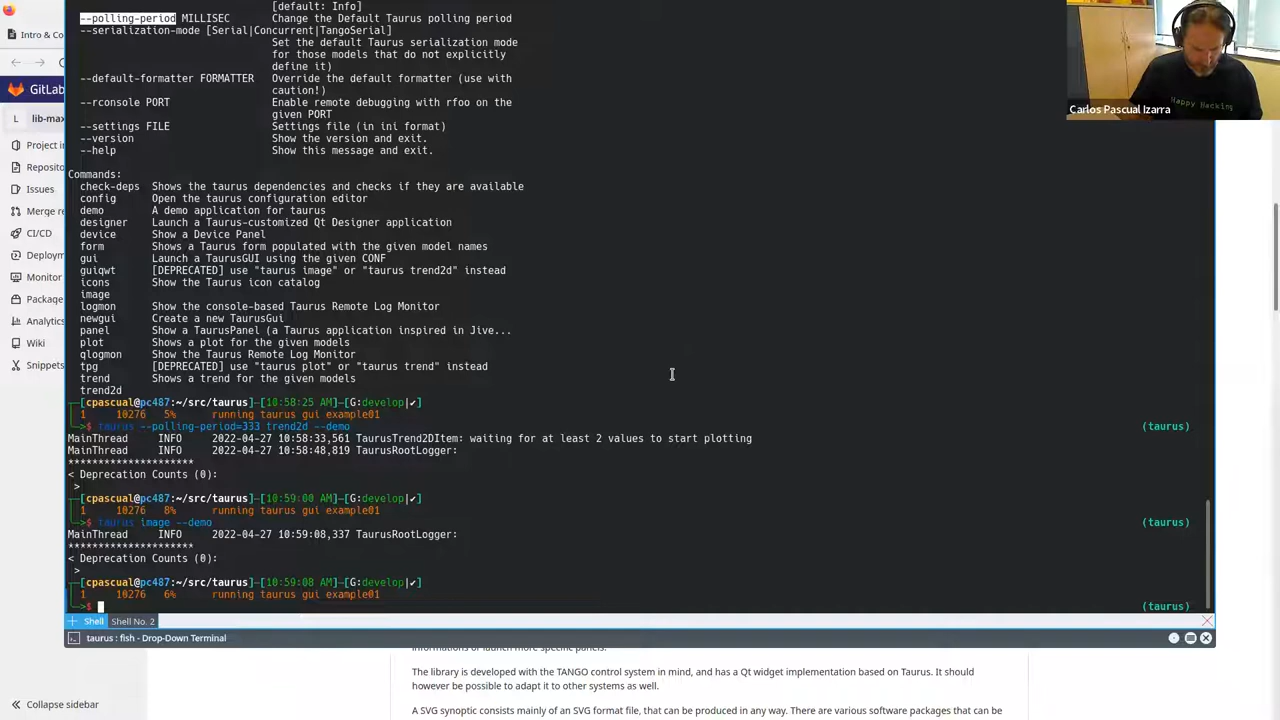 [default: Info]
--polling-period MILLISEC       Change the Default Taurus polling period
--serialization-mode [Serial|Concurrent|TangoSerial]
Set the default Taurus serialization mode
for those models that do not explicitly
define it)
--default-formatter FORMATTER   Override the default formatter (use with
caution!)
--rconsole PORT                 Enable remote debugging with rfoo on the
given PORT
--settings FILE                 Settings file (in ini format)
--version                       Show the version and exit.
--help                          Show this message and exit.
Commands:
check-deps  Shows the taurus dependencies and checks if they are available
config      Open the taurus configuration editor
demo        A demo application for taurus
designer    Launch a Taurus-customized Qt Designer application
device      Show a Device Panel
form        Shows a Taurus form populated with the given model names
gui         Launch a TaurusGUI using the given CONF
guiqwt      [DEPRECATED] use "taurus image" or "taurus trend2d" instead
icons       Show the Taurus icon catalog
image
logmon      Show the console-based Taurus Remote Log Monitor
newgui      Create a new TaurusGui
panel       Show a TaurusPanel (a Taurus application inspired in Jive...
plot        Shows a plot for the given models
qlogmon     Show the Taurus Remote Log Monitor
tpg         [DEPRECATED] use "taurus plot" or "taurus trend" instead
trend       Shows a trend for the given models
trend2d
[cpascual@pc487:~/src/taurus]─[10:58:25 AM]─[G:develop|✔]
1     10276   5%     running taurus gui example01
$ taurus --polling-period=333 trend2d --demo (taurus)
MainThread     INFO     2022-04-27 10:58:33,561 TaurusTrend2DItem: waiting for at least 2 values to start plotting
MainThread     INFO     2022-04-27 10:58:48,819 TaurusRootLogger:
*********************
< Deprecation Counts (0):
>
[cpascual@pc487:~/src/taurus]─[10:59:00 AM]─[G:develop|✔]
1     10276   8%     running taurus gui example01
$ taurus image --demo (taurus)
MainThread     INFO     2022-04-27 10:59:08,337 TaurusRootLogger:
*********************
< Deprecation Counts (0):
>
[cpascual@pc487:~/src/taurus]─[10:59:08 AM]─[G:develop|✔]
1     10276   6%     running taurus gui example01
$ (taurus)
Shell   Shell No. 2
taurus : fish - Drop-Down Terminal
Intro & Co
GitLab
L lib-max
Project in
Reposito
Issues
Merge re
CI/CD
Deploym
Monitor
Package
Analytics
Wiki
Snippets
Collapse sidebar
informations or launch more specific panels.
The library is developed with the TANGO control system in mind, and has a Qt widget implementation based on Taurus. It should
however be possible to adapt it to other systems as well.
A SVG synoptic consists mainly of an SVG format file, that can be produced in any way. There are various software packages that can be
Happy Hacking
Carlos Pascual Izarra